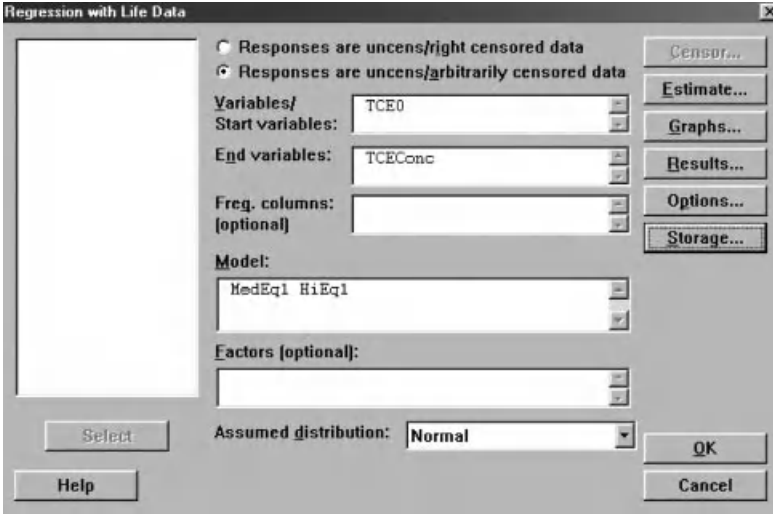 Regression with Life Data
Responses are uncens/right censored data
Responses are uncens/arbitrarily censored data
Variables/
Start variables:
TCE0
End variables:
TCEConc
Freq. columns:
(optional)
Model:
MedEq1 HiEq1
Factors (optional):
Assumed distribution:
Normal
Select
Help
Censor...
Estimate...
Graphs...
Results...
Options...
Storage...
OK
Cancel